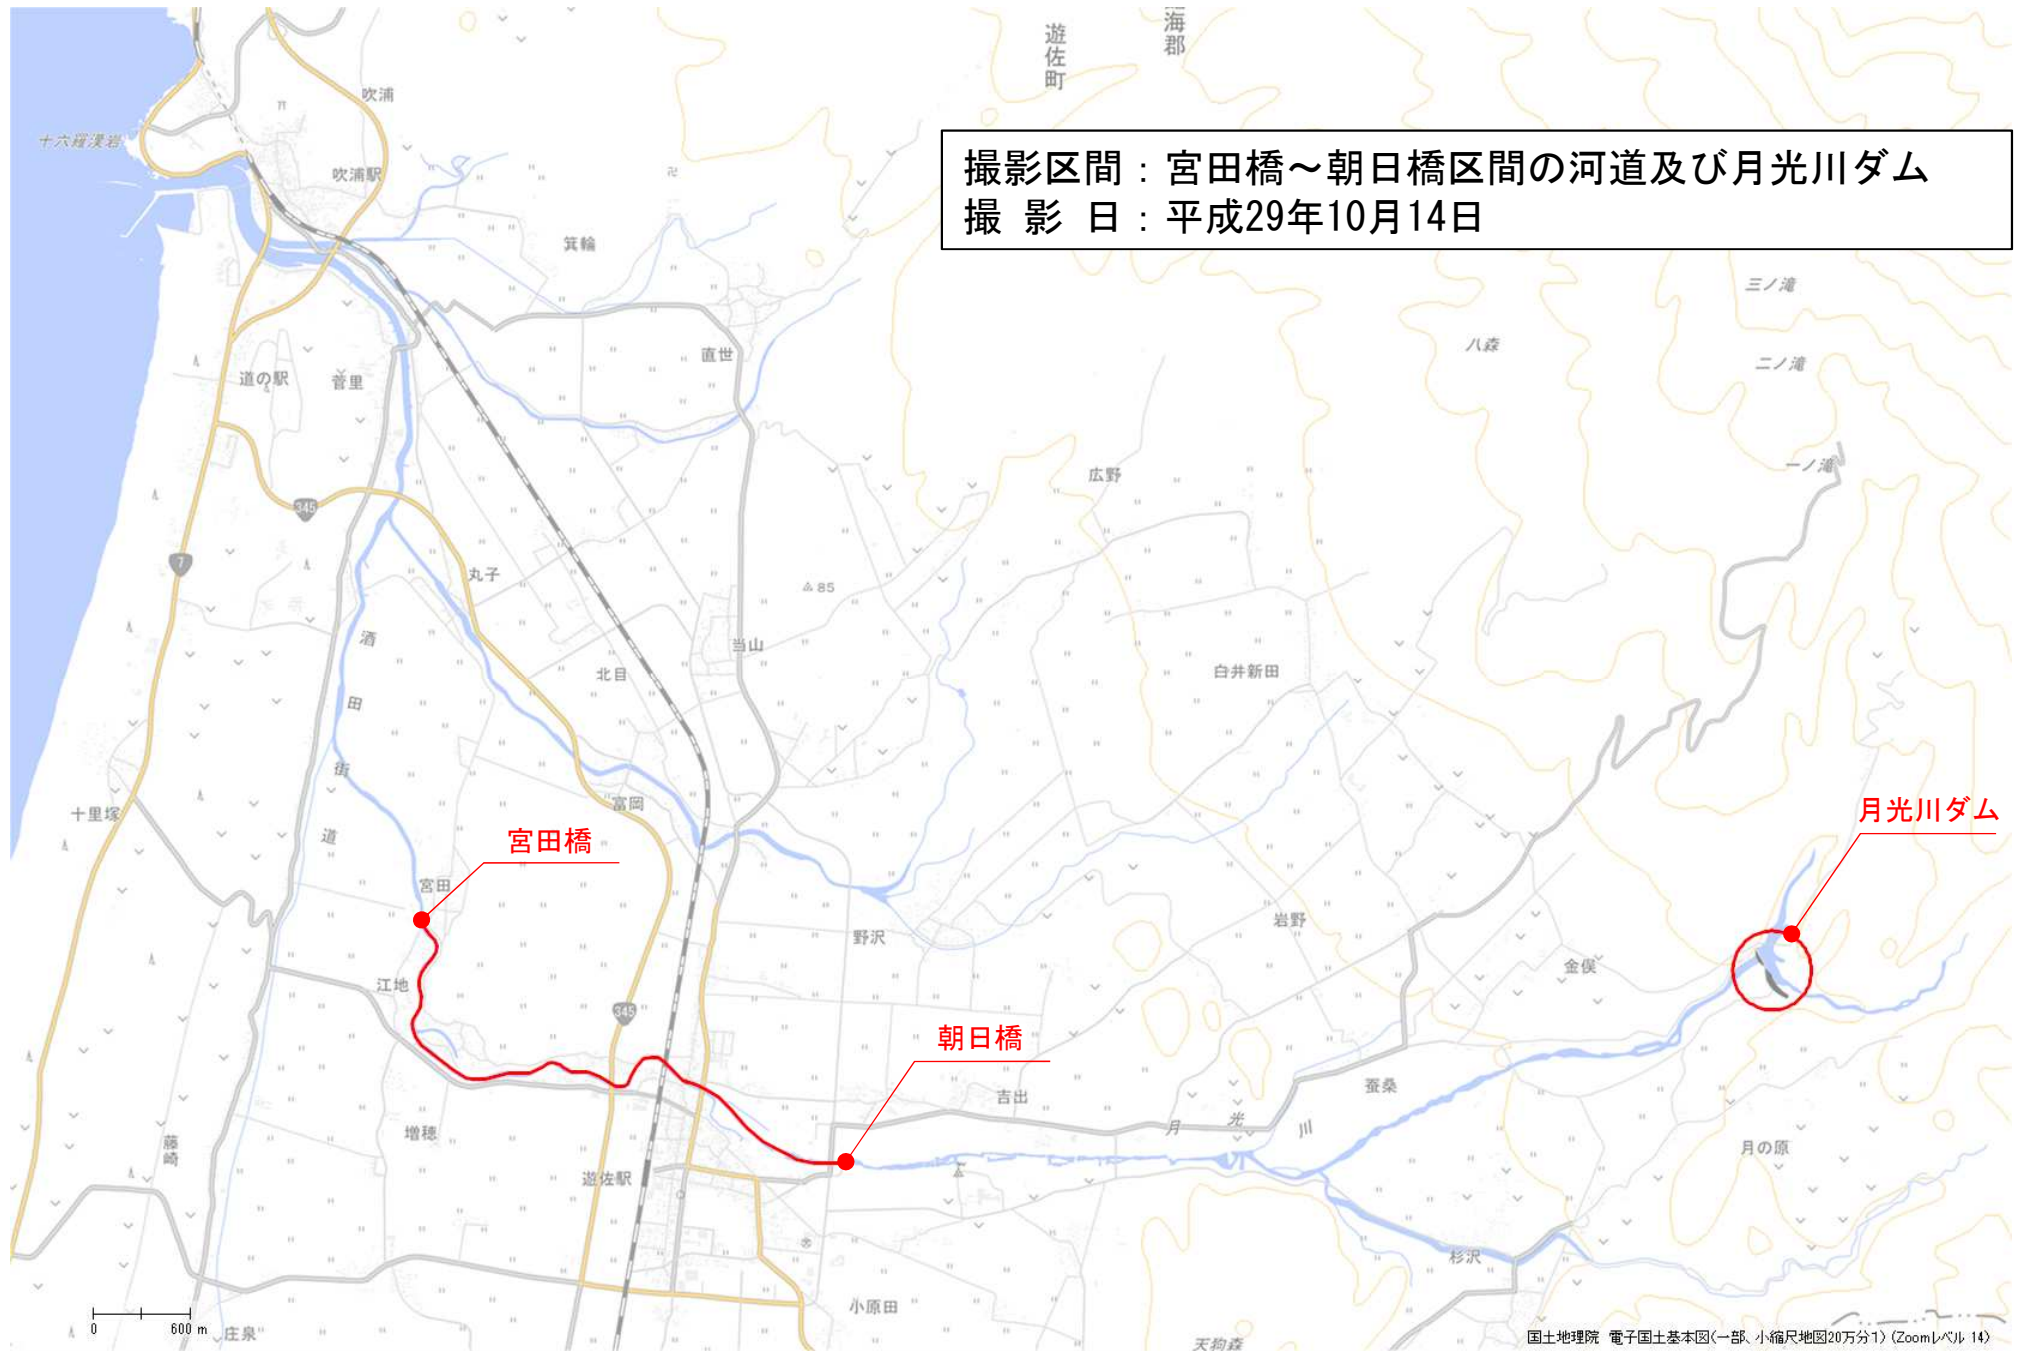 海郡
遊佐町
吹浦
十六羅漢岩
撮影区間：宮田橋～朝日橋区間の河道及び月光川ダム
撮 影 日：平成29年10月14日
吹浦駅
箕輪
三ノ滝
八森
直世
二ノ滝
道の駅
菅里
一ノ滝
広野
345
7
丸子
85
酒田街道
当山
北目
白井新田
富岡
十里塚
月光川ダム
宮田橋
宮田
岩野
野沢
金俣
江地
345
朝日橋
蚕桑
吉出
月光川
増穂
藤崎
月の原
遊佐駅
杉沢
小原田
0 600 m
庄泉
天狗森
国土地理院 電子国土基本図(一部、小縮尺地図20万分1) (Zoomレベル 14)